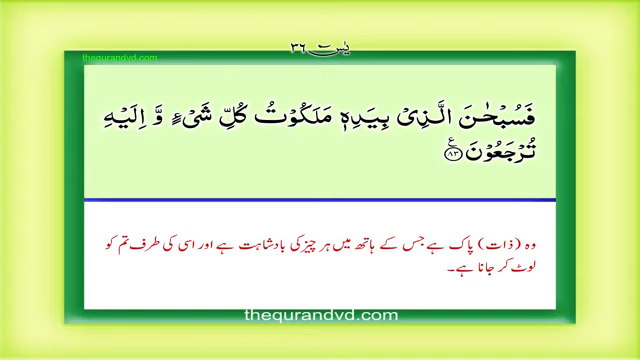 یٰسٓ ٣٦
thequrandvd.com
فَسُبْحٰنَ الَّذِیْ بِیَدِهٖ مَلَكُوْتُ كُلِّ شَیْءٍ وَّ اِلَیْهِ
تُرْجَعُوْنَ ﴿٨٣﴾ ع
وہ (ذات) پاک ہے جس کے ہاتھ میں ہر چیز کی بادشاہت ہے اور اسی کی طرف تم کو
لوٹ کر جانا ہے۔
thequrandvd.com